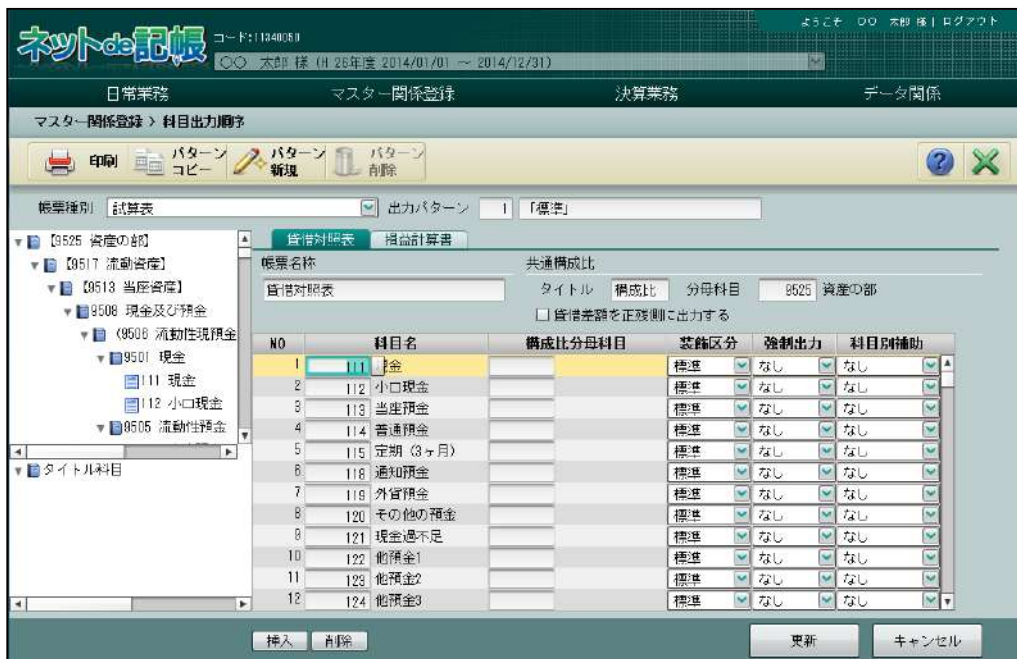 ようこそ 〇〇 太郎 様 | ログアウト
ネットde記帳
コード:11340050
〇〇 太郎 様 (H 26年度 2014/01/01 ～ 2014/12/31)
日常業務 マスター関係登録 決算業務 データ関係
マスター関係登録 > 科目出力順序
印刷 パターンコピー パターン新規 パターン削除
帳票種別 試算表 出力パターン 1 「標準」
【9525 資産の部】
【9517 流動資産】
【9513 当座資産】
9508 現金及び預金
(9506 流動性現預金
9501 現金
111 現金
112 小口現金
9505 流動性預金
タイトル科目
貸借対照表 損益計算書
帳票名称 共通構成比
貸借対照表 タイトル 構成比 分母科目 9525 資産の部
貸借差額を正残側に出力する
NO 科目名 構成比分母科目 装飾区分 強制出力 科目別補助
1 111 現金 標準 なし なし
2 112 小口現金 標準 なし なし
3 113 当座預金 標準 なし なし
4 114 普通預金 標準 なし なし
5 115 定期（3ヶ月） 標準 なし なし
6 118 通知預金 標準 なし なし
7 119 外貨預金 標準 なし なし
8 120 その他の預金 標準 なし なし
9 121 現金過不足 標準 なし なし
10 122 他預金1 標準 なし なし
11 123 他預金2 標準 なし なし
12 124 他預金3 標準 なし なし
挿入 削除 更新 キャンセル